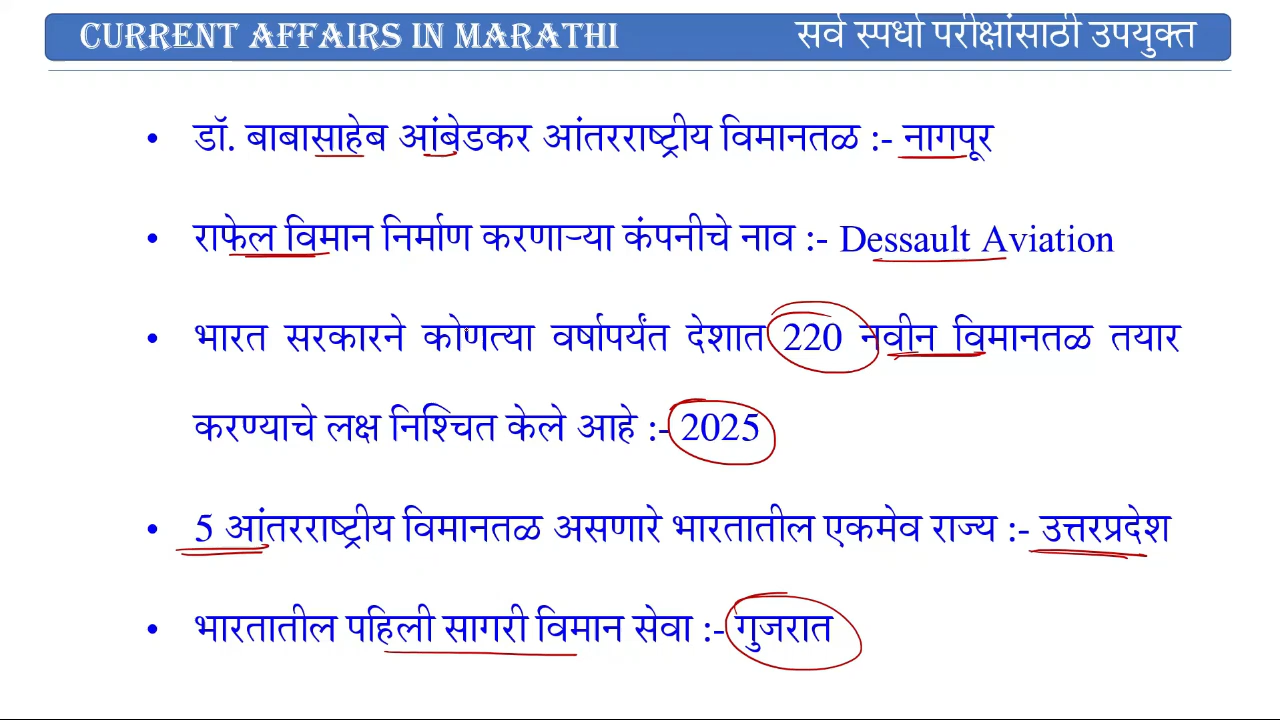 CURRENT AFFAIRS IN MARATHI
सर्व स्पर्धा परीक्षांसाठी उपयुक्त
• डॉ. बाबासाहेब आंबेडकर आंतरराष्ट्रीय विमानतळ :- नागपूर
• राफेल विमान निर्माण करणाऱ्या कंपनीचे नाव :- Dessault Aviation
• भारत सरकारने कोणत्या वर्षापर्यंत देशात 220 नवीन विमानतळ तयार
करण्याचे लक्ष निश्चित केले आहे :- 2025
• 5 आंतरराष्ट्रीय विमानतळ असणारे भारतातील एकमेव राज्य :- उत्तरप्रदेश
• भारतातील पहिली सागरी विमान सेवा :- गुजरात